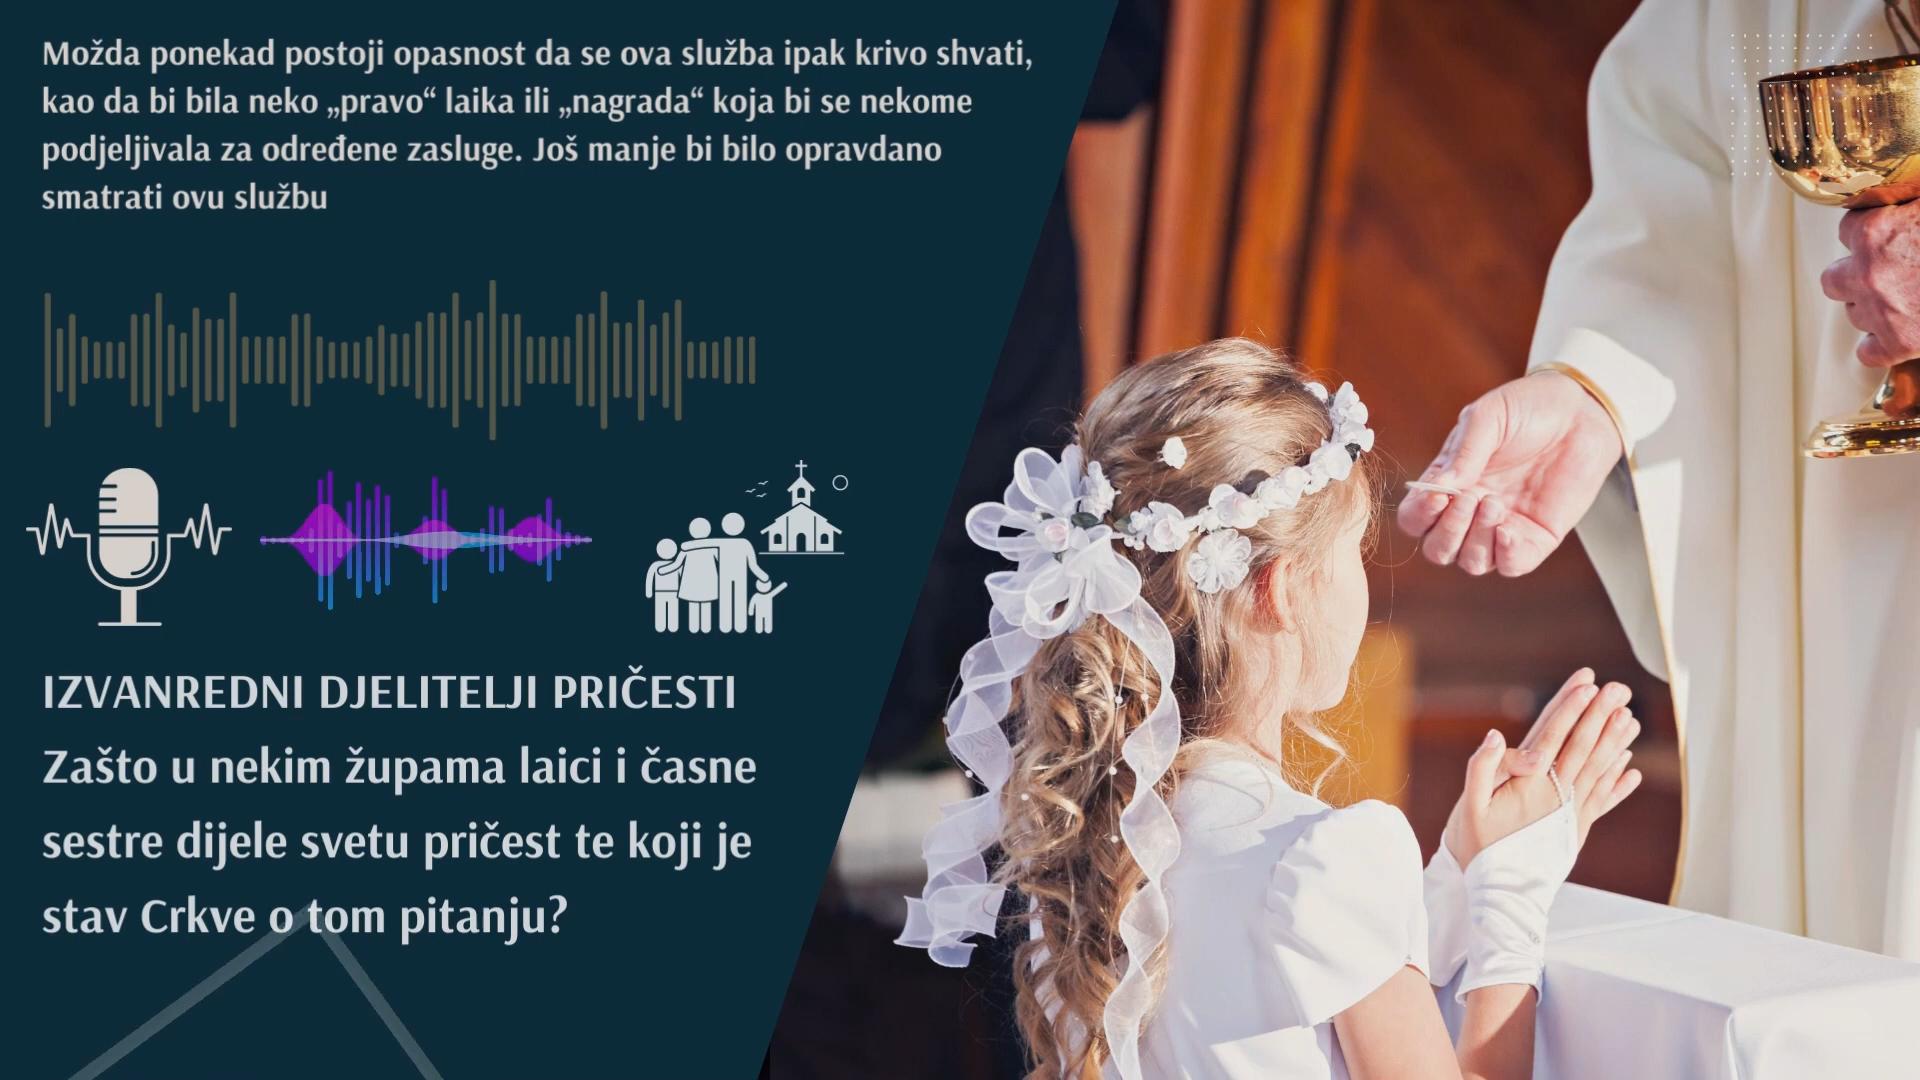 Možda ponekad postoji opasnost da se ova služba ipak krivo shvati,
kao da bi bila neko „pravo“ laika ili „nagrada“ koja bi se nekome
podjeljivala za određene zasluge. Još manje bi bilo opravdano
smatrati ovu službu
IZVANREDNI DJELITELJI PRIČESTI
Zašto u nekim župama laici i časne
sestre dijele svetu pričest te koji je
stav Crkve o tom pitanju?